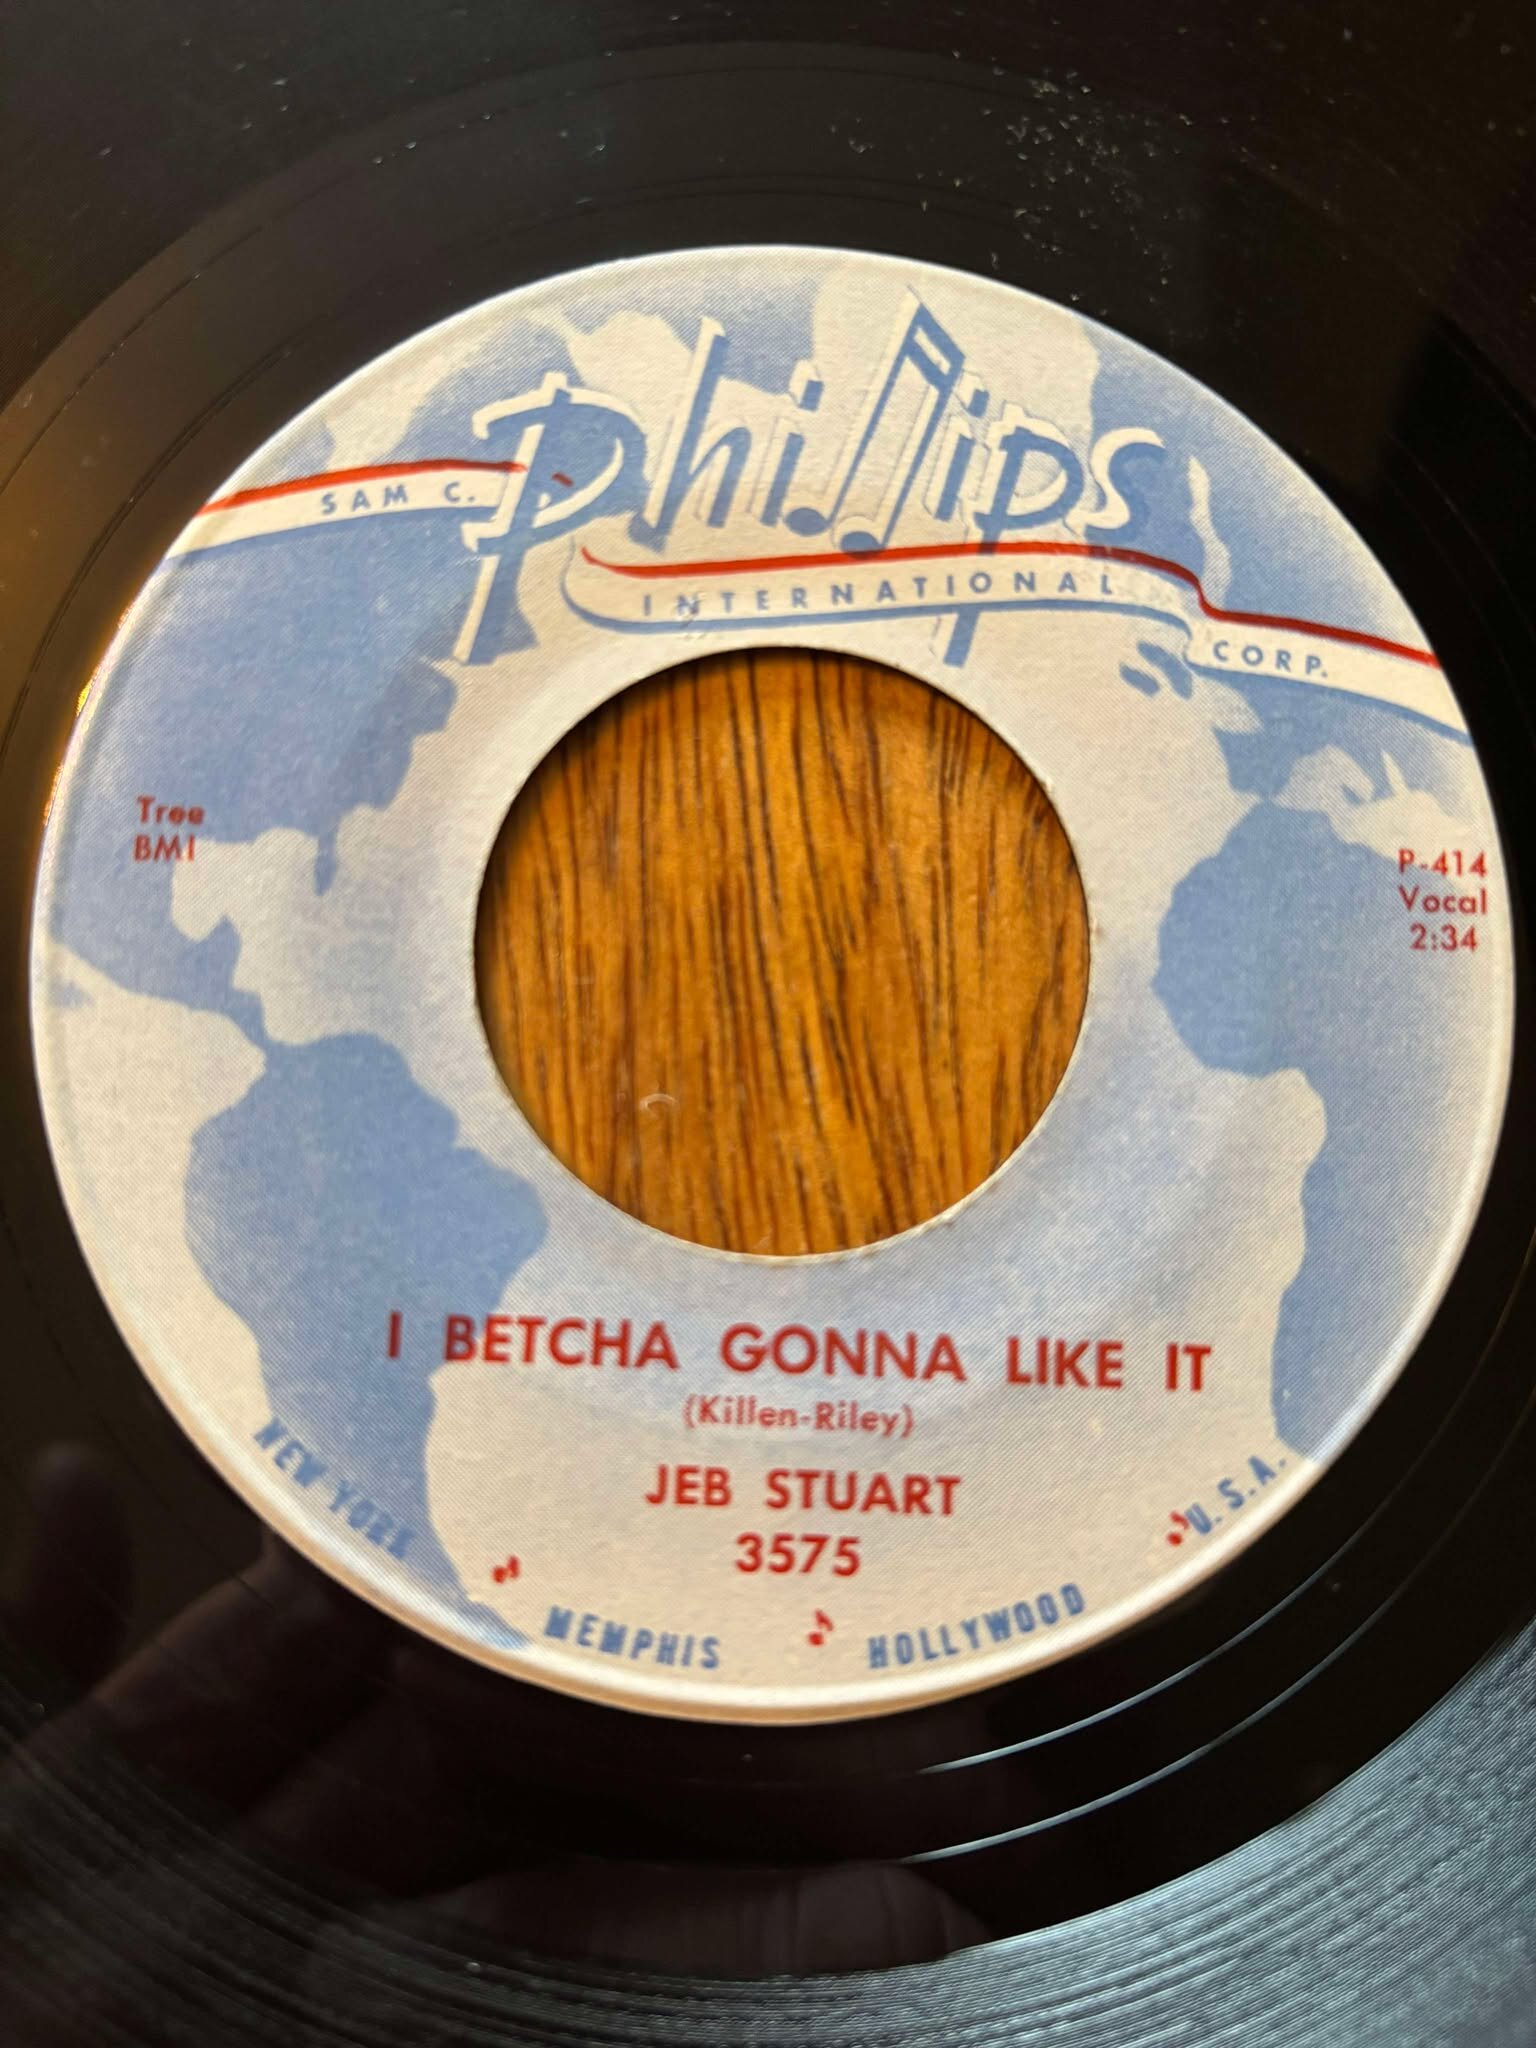 SAM C.
Phillips
INTERNATIONAL
CORP.
Tree
BMI
P-414
Vocal
2:34
I BETCHA GONNA LIKE IT
(Killen-Riley)
JEB STUART
3575
NEW YORK
MEMPHIS
HOLLYWOOD
U.S.A.